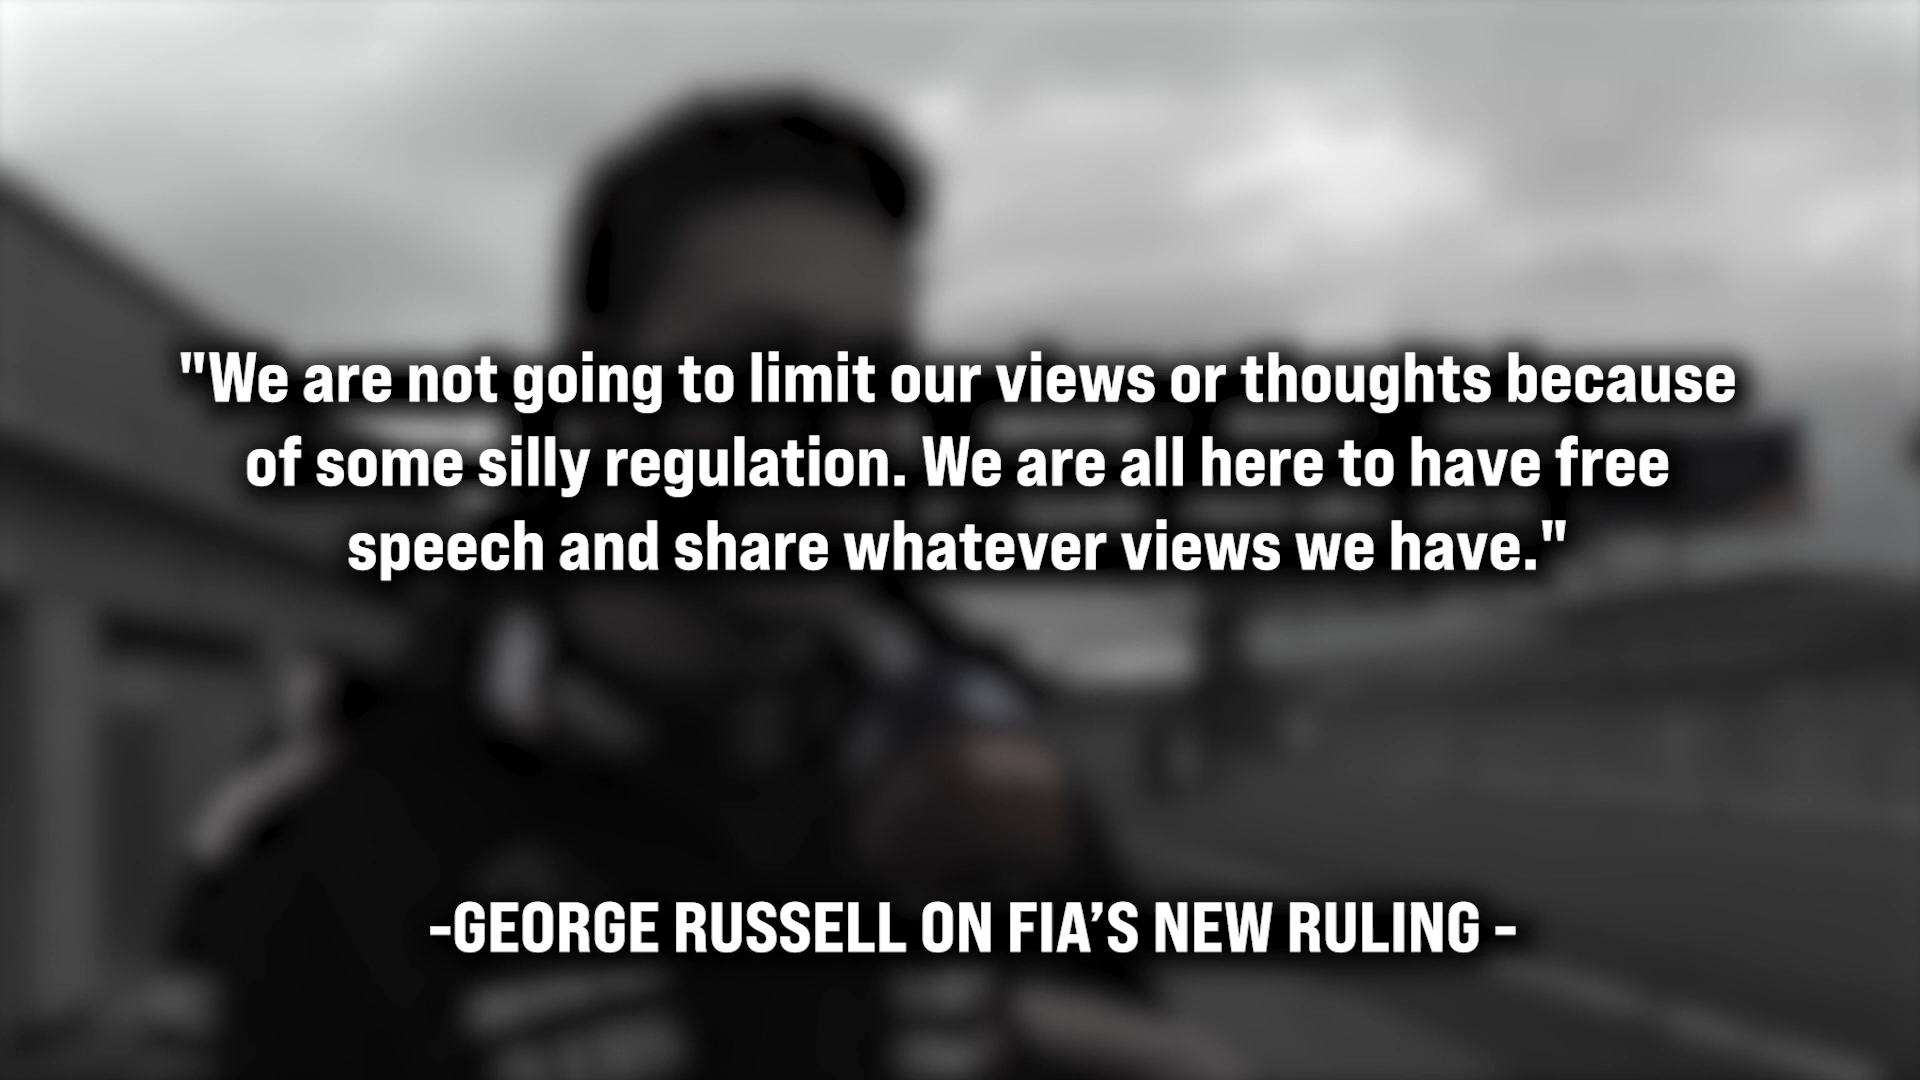 "We are not going to limit our views or thoughts because
of some silly regulation. We are all here to have free
speech and share whatever views we have."
-GEORGE RUSSELL ON FIA’S NEW RULING -